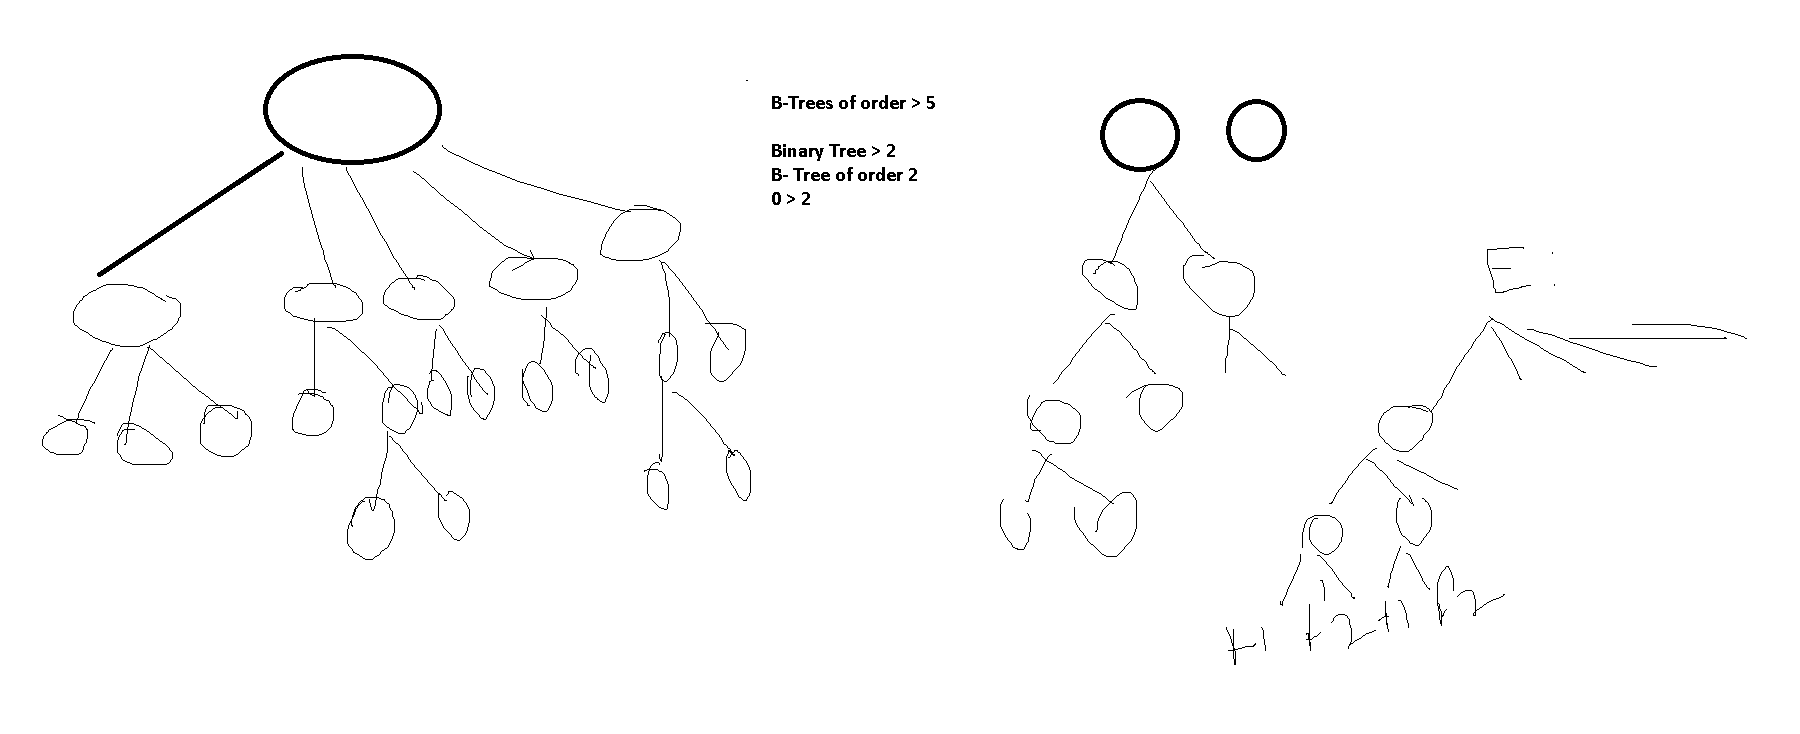 B-Trees of order > 5
Binary Tree > 2
B- Tree of order 2
0 > 2
E: